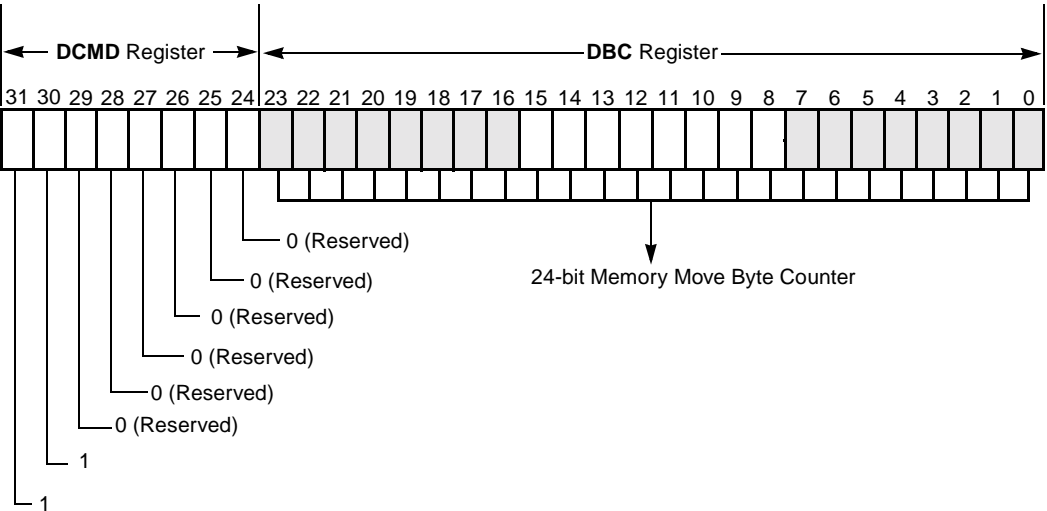 DCMD Register DBC Register
31 30 29 28 27 26 25 24 23 22 21 20 19 18 17 16 15 14 13 12 11 10 9 8 7 6 5 4 3 2 1 0
0 (Reserved)
24-bit Memory Move Byte Counter
0 (Reserved)
0 (Reserved)
0 (Reserved)
0 (Reserved)
0 (Reserved)
1
1